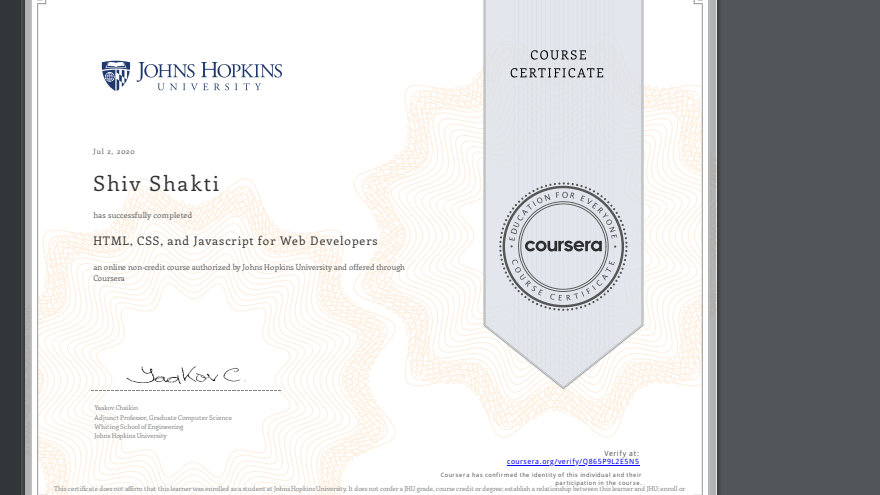 COURSE
CERTIFICATE
JOHNS HOPKINS
UNIVERSITY
Jul 2, 2020
Shiv Shakti
has successfully completed
HTML, CSS, and Javascript for Web Developers
an online non-credit course authorized by Johns Hopkins University and offered through
Coursera
EDUCATION FOR EVERYONE
coursera
COURSE CERTIFICATE
Yaakov C.
Yaakov Chaikin
Adjunct Professor, Graduate Computer Science
Whiting School of Engineering
Johns Hopkins University
Verify at:
coursera.org/verify/Q865P9L2E5N5
Coursera has confirmed the identity of this individual and their
participation in the course.
This certificate does not affirm that this learner was enrolled as a student at Johns Hopkins University. It does not confer a JHU grade, course credit or degree; establish a relationship between this learner and JHU; enroll or